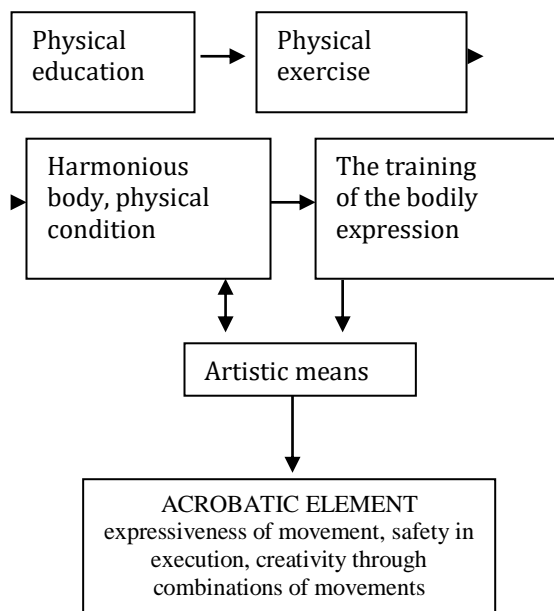 Physical
education
Physical
exercise
Harmonious
body, physical
condition
The training
of the bodily
expression
Artistic means
ACROBATIC ELEMENT
expressiveness of movement, safety in
execution, creativity through
combinations of movements